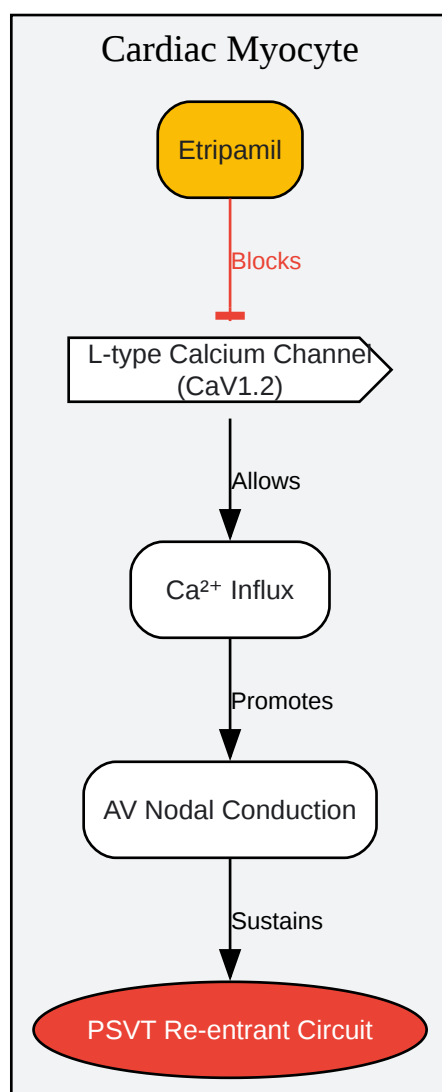 Cardiac Myocyte
Etripamil
Blocks
L-type Calcium Channel
(CaV1.2)
Allows
Ca²⁺ Influx
Promotes
AV Nodal Conduction
Sustains
PSVT Re-entrant Circuit